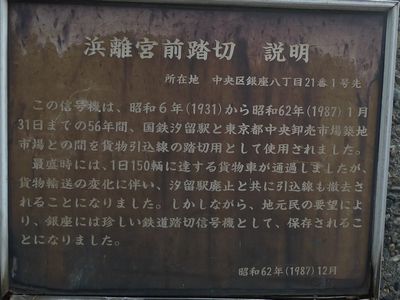 浜離宮前踏切　説明
所在地　中央区銀座八丁目21番1号先
この信号機は、昭和6年(1931)から昭和62年(1987)1月
31日までの56年間、国鉄汐留駅と東京都中央卸売市場築地
市場との間を貨物引込線の踏切用として使用されました。
最盛時には、1日150輌に達する貨物車が通過しましたが、
貨物輸送の変化に伴い、汐留駅廃止と共に引込線も撤去さ
れることになりました。しかしながら、地元民の要望によ
り、銀座には珍しい鉄道踏切信号機として、保存されるこ
とになりました。
昭和62年(1987)12月